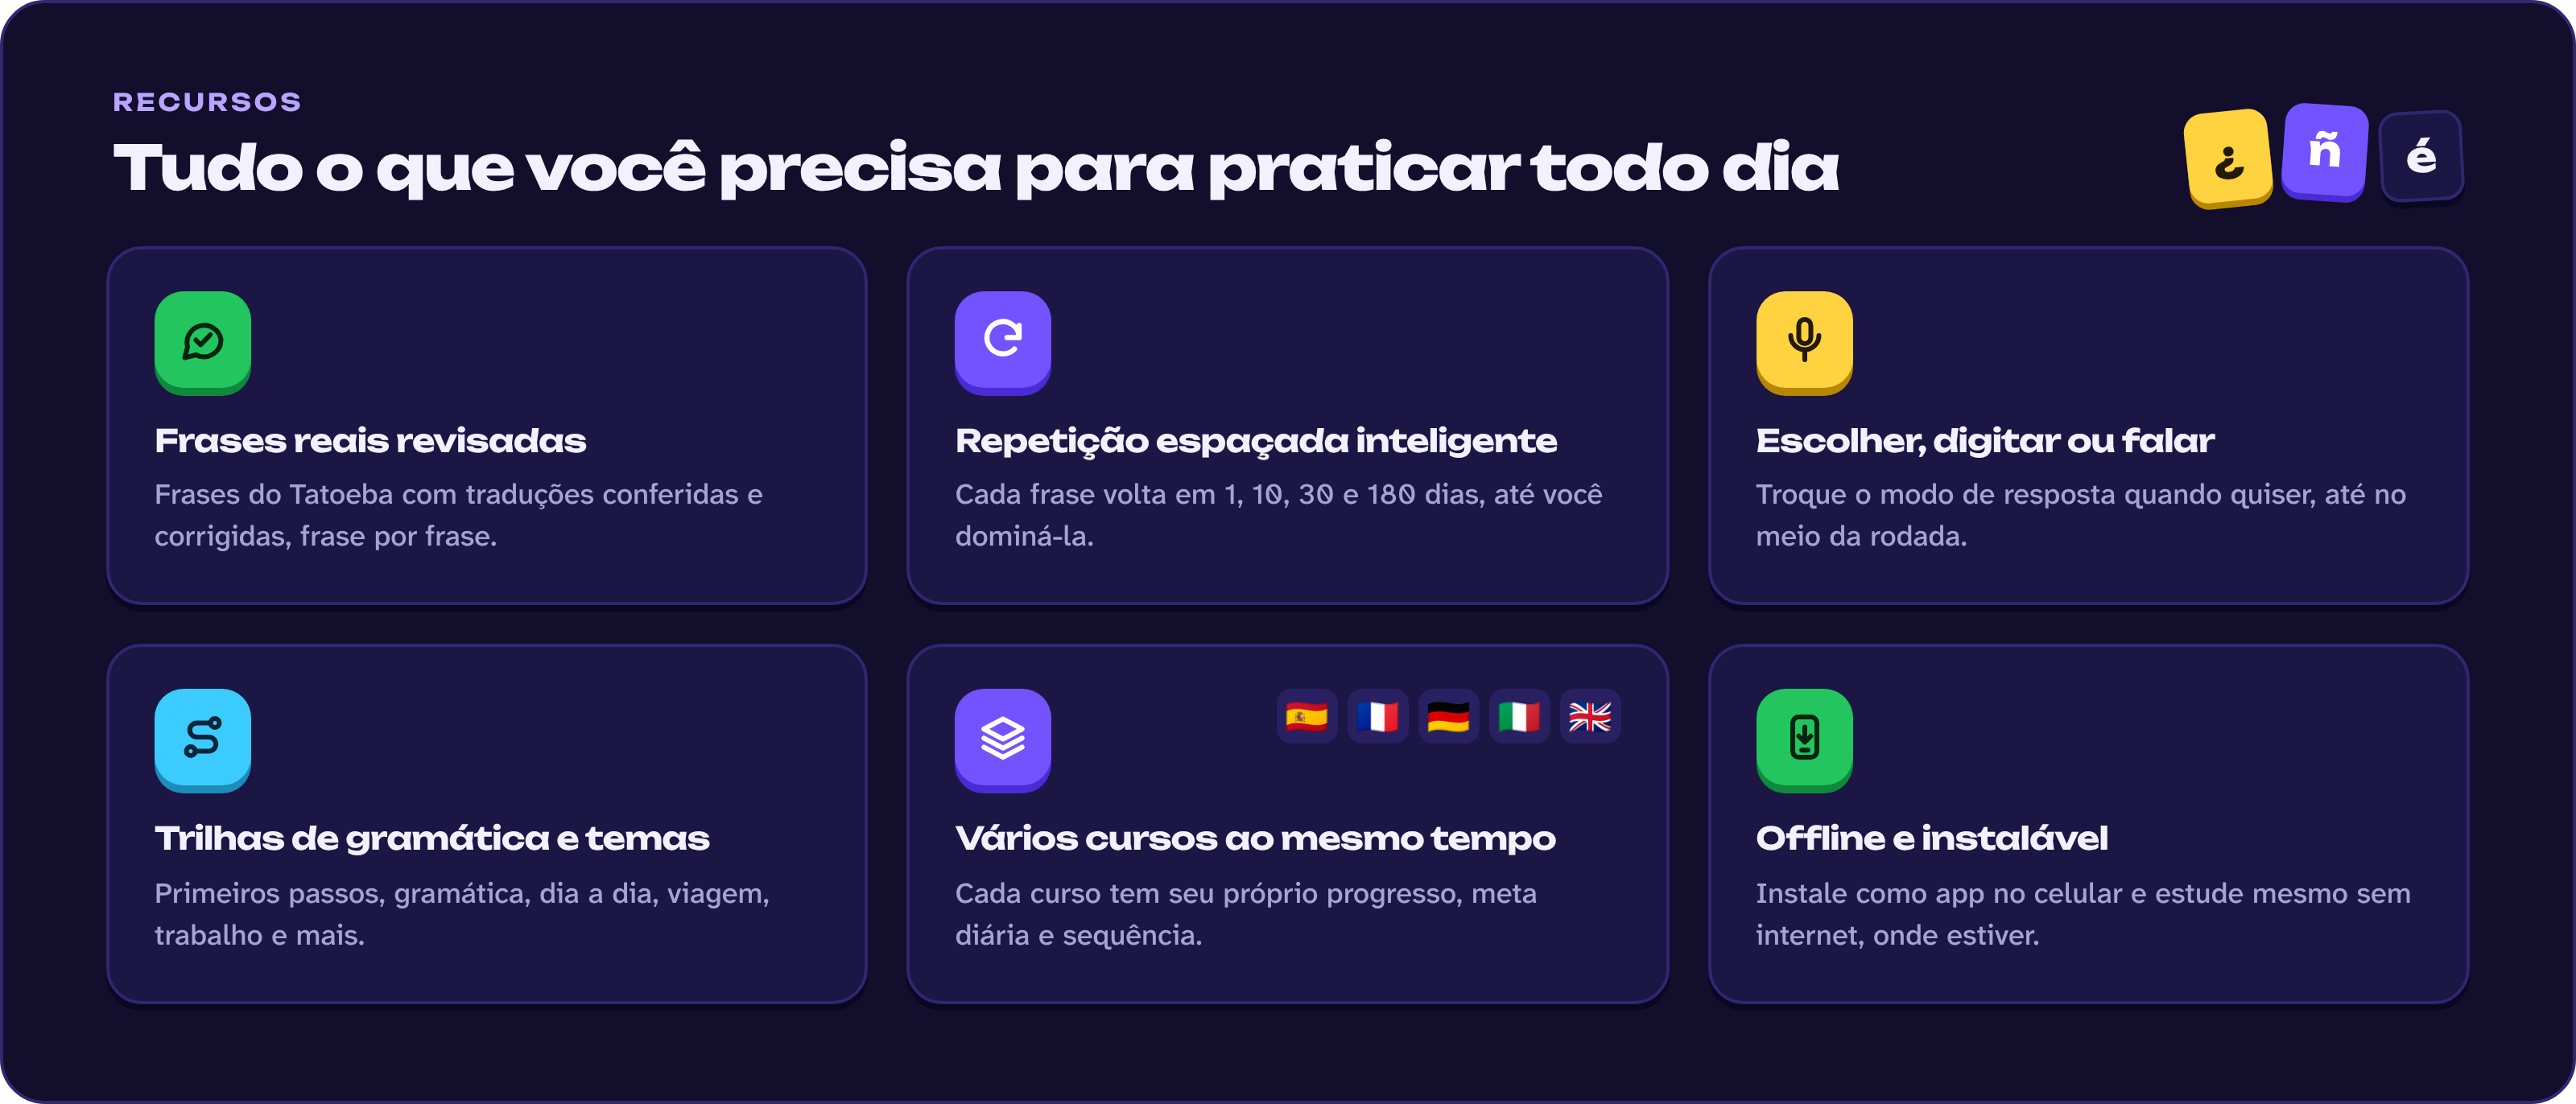 RECURSOS
Tudo o que você precisa para praticar todo dia
¿ ñ é
Frases reais revisadas
Frases do Tatoeba com traduções conferidas e
corrigidas, frase por frase.
Repetição espaçada inteligente
Cada frase volta em 1, 10, 30 e 180 dias, até você
dominá-la.
Escolher, digitar ou falar
Troque o modo de resposta quando quiser, até no
meio da rodada.
Trilhas de gramática e temas
Primeiros passos, gramática, dia a dia, viagem,
trabalho e mais.
Vários cursos ao mesmo tempo
Cada curso tem seu próprio progresso, meta
diária e sequência.
Offline e instalável
Instale como app no celular e estude mesmo sem
internet, onde estiver.